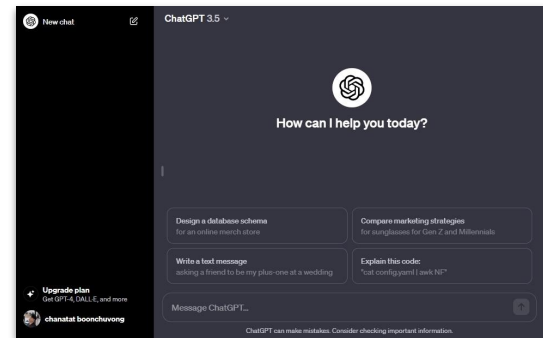 New chat
ChatGPT 3.5
How can I help you today?
Design a database schema
for an online merch store
Compare marketing strategies
for sunglasses for Gen Z and Millennials
Write a text message
asking a friend to be my plus-one at a wedding
Explain this code:
"cat config.yaml | awk NF"
Upgrade plan
Get GPT-4, DALL·E, and more
chanatat boonchuvong
Message ChatGPT...
ChatGPT can make mistakes. Consider checking important information.